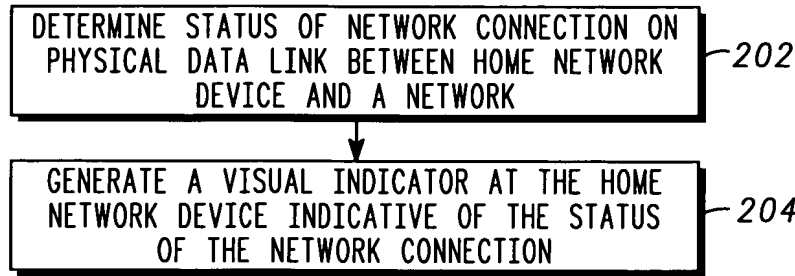 DETERMINE STATUS OF NETWORK CONNECTION ON
PHYSICAL DATA LINK BETWEEN HOME NETWORK
DEVICE AND A NETWORK
202
GENERATE A VISUAL INDICATOR AT THE HOME
NETWORK DEVICE INDICATIVE OF THE STATUS
OF THE NETWORK CONNECTION
204